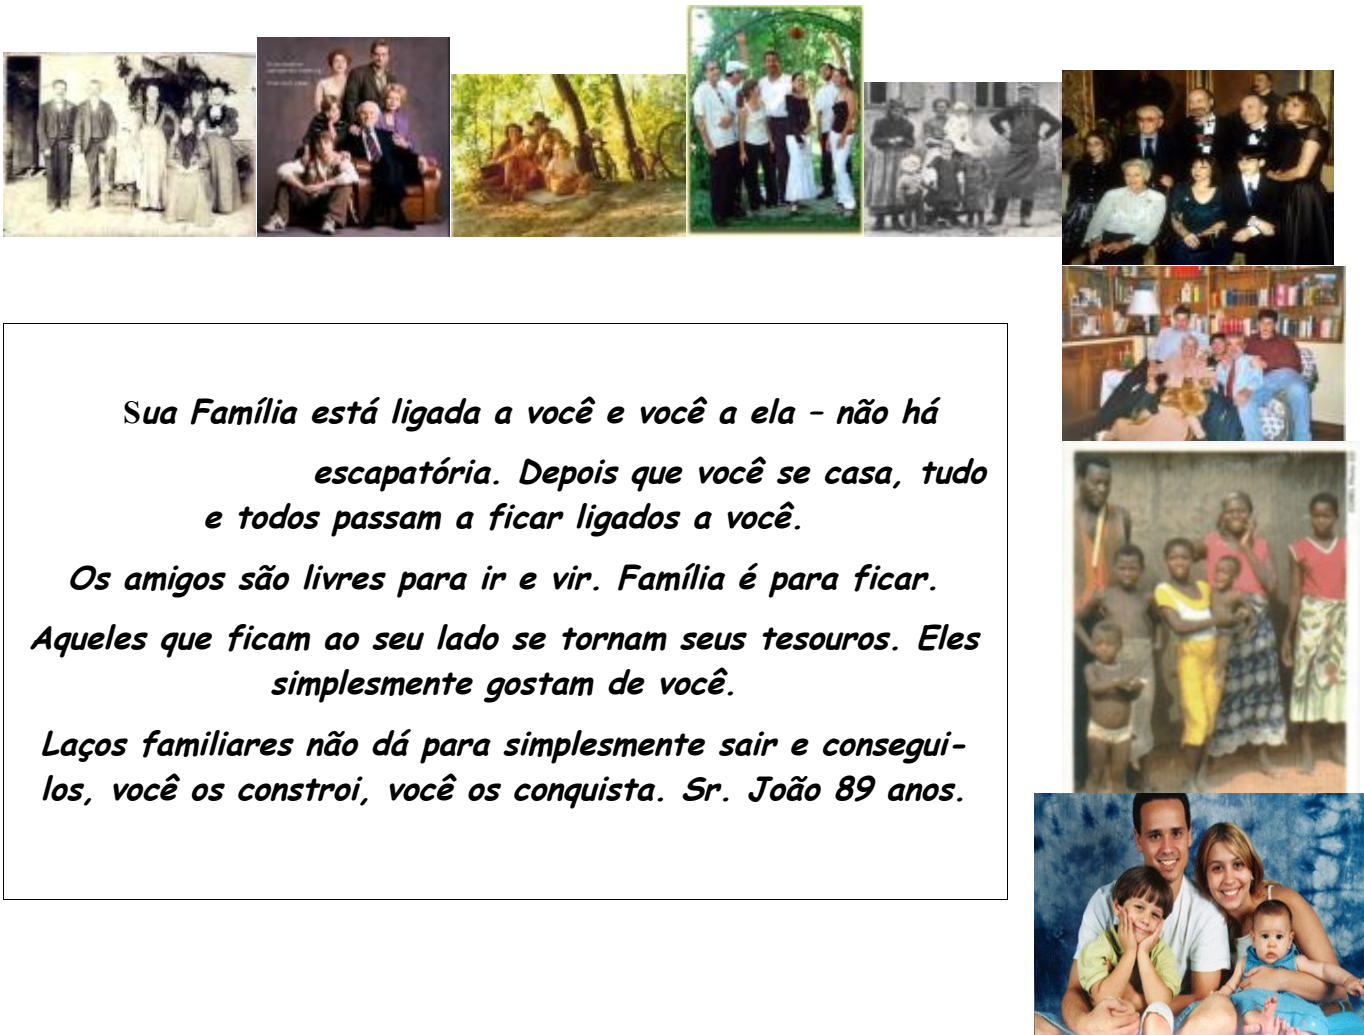 Sua Família está ligada a você e você a ela – não há
escapatória. Depois que você se casa, tudo
e todos passam a ficar ligados a você.
Os amigos são livres para ir e vir. Família é para ficar.
Aqueles que ficam ao seu lado se tornam seus tesouros. Eles
simplesmente gostam de você.
Laços familiares não dá para simplesmente sair e consegui-
los, você os constroi, você os conquista. Sr. João 89 anos.